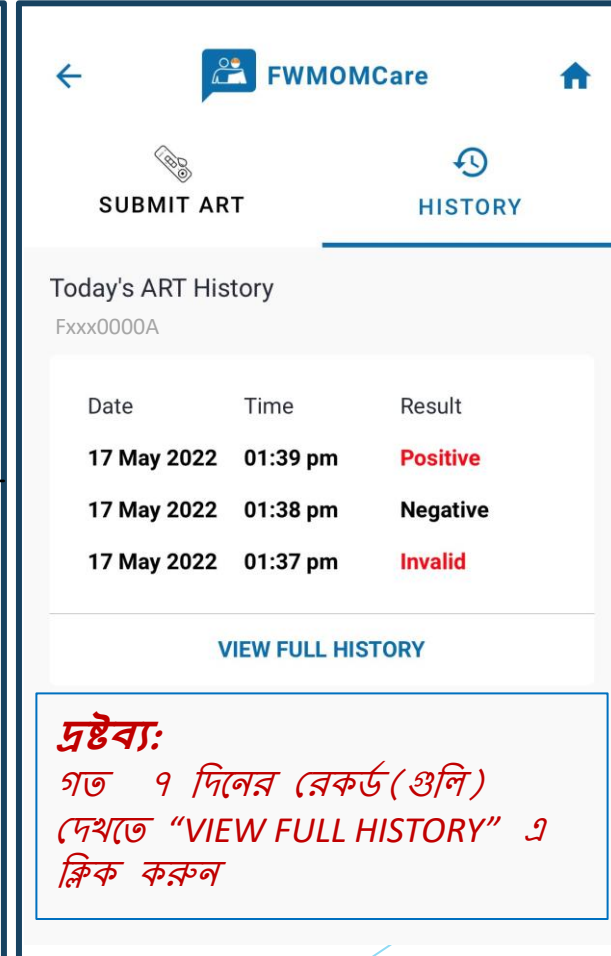 FWMOMCare
SUBMIT ART
HISTORY
Today's ART History
Fxxx0000A
Date Time Result
17 May 2022 01:39 pm Positive
17 May 2022 01:38 pm Negative
17 May 2022 01:37 pm Invalid
VIEW FULL HISTORY
দ্রষ্টব্য:
গত ৭ দিনের রেকর্ড(গুলি)
দেখতে “VIEW FULL HISTORY” এ
ক্লিক করুন